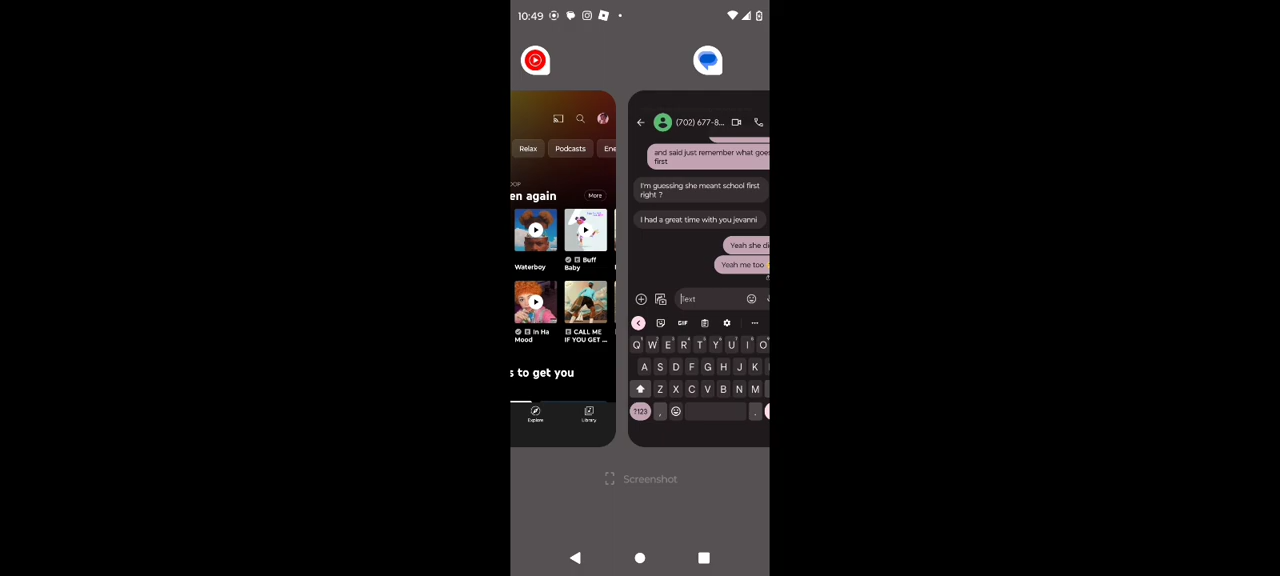 10:49
Relax
Podcasts
Ene
OOP
en again
More
Waterboy
Buff
Baby
In Ha
Mood
CALL ME
IF YOU GET ...
s to get you
Explore
Library
(702) 677-8...
and said just remember what goes
first
I'm guessing she meant school first
right ?
I had a great time with you jevanni
Yeah she di
Yeah me too
Text
GIF
Q W E R T Y U I O
A S D F G H J K
Z X C V B N M
?123 , .
Screenshot